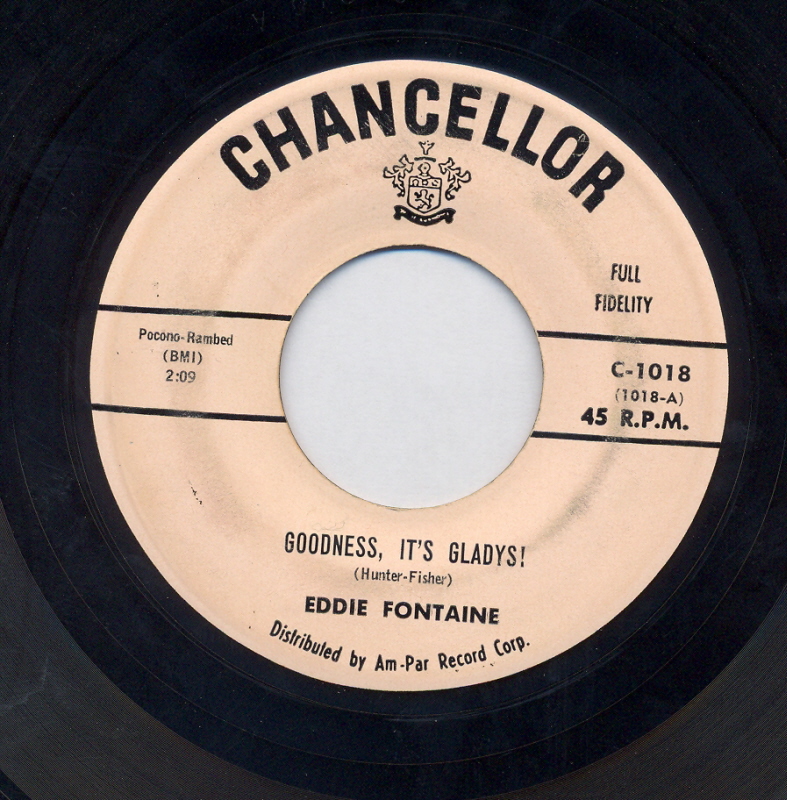 CHANCELLOR
FULL
FIDELITY
Pocono-Rambed
(BMI)
2:09
C-1018
(1018-A)
45 R.P.M.
GOODNESS, IT'S GLADYS!
(Hunter-Fisher)
EDDIE FONTAINE
Distributed by Am-Par Record Corp.